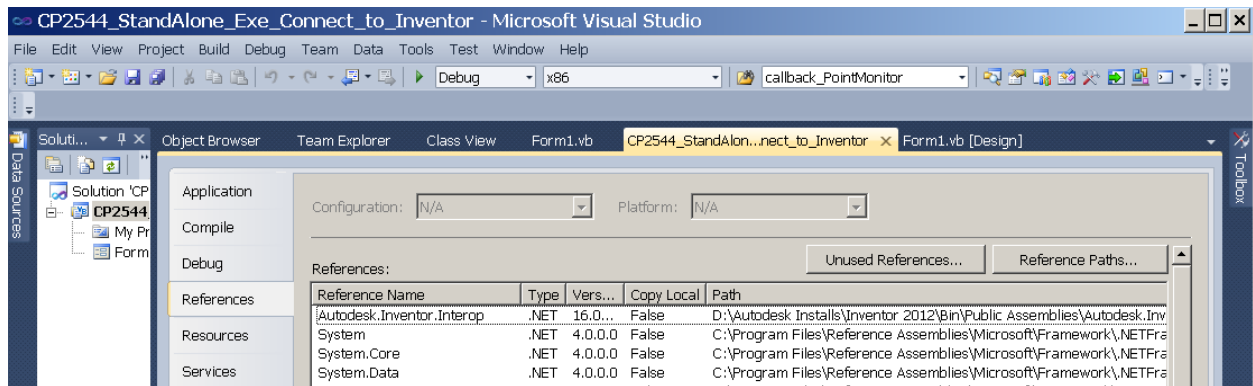 CP2544_StandAlone_Exe_Connect_to_Inventor - Microsoft Visual Studio
File Edit View Project Build Debug Team Data Tools Test Window Help
Debug x86 callback_PointMonitor
Soluti... Object Browser Team Explorer Class View Form1.vb CP2544_StandAlon...nect_to_Inventor Form1.vb [Design]
Data Sources
Toolbox
Solution 'CP
CP2544_
My Pr
Form
Application
Compile
Debug
References
Resources
Services
Configuration: N/A Platform: N/A
Unused References... Reference Paths...
References:
Reference Name Type Vers... Copy Local Path
Autodesk.Inventor.Interop .NET 16.0... False D:\Autodesk Installs\Inventor 2012\Bin\Public Assemblies\Autodesk.Inv
System .NET 4.0.0.0 False C:\Program Files\Reference Assemblies\Microsoft\Framework\.NETFra
System.Core .NET 4.0.0.0 False C:\Program Files\Reference Assemblies\Microsoft\Framework\.NETFra
System.Data .NET 4.0.0.0 False C:\Program Files\Reference Assemblies\Microsoft\Framework\.NETFra